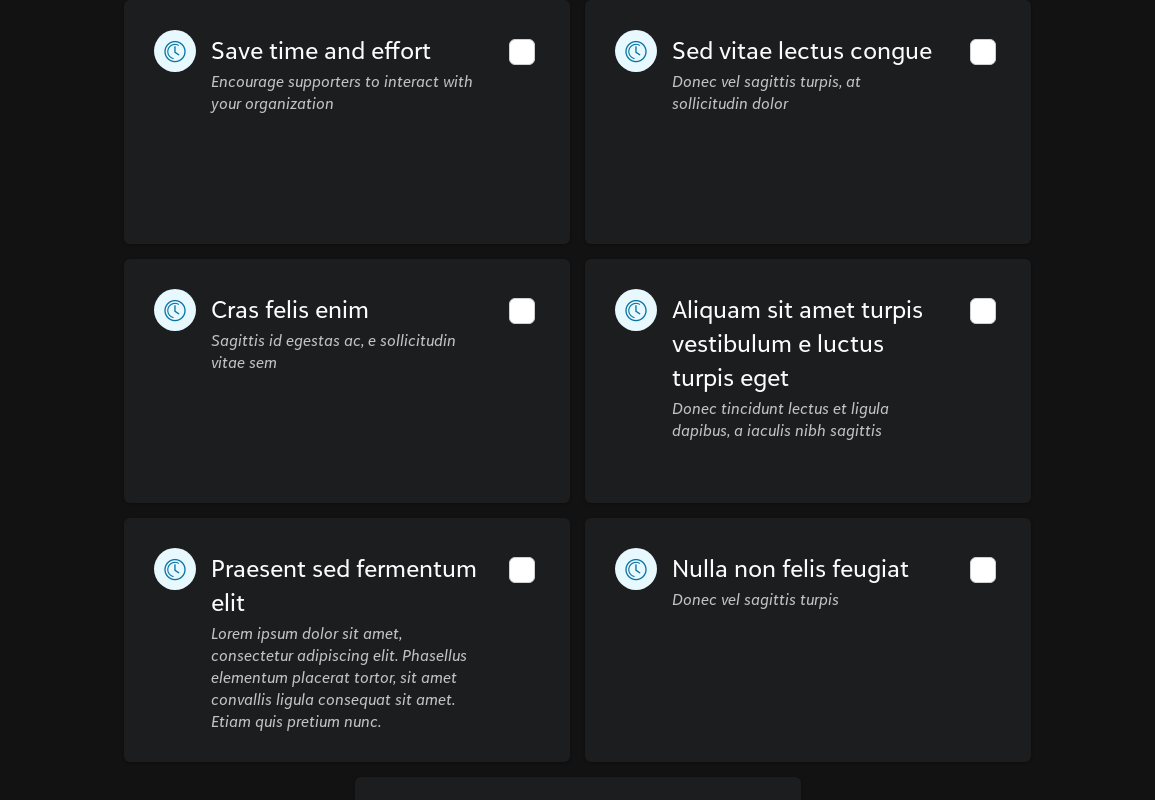 Save time and effort
Encourage supporters to interact with
your organization
Sed vitae lectus congue
Donec vel sagittis turpis, at
sollicitudin dolor
Cras felis enim
Sagittis id egestas ac, e sollicitudin
vitae sem
Aliquam sit amet turpis
vestibulum e luctus
turpis eget
Donec tincidunt lectus et ligula
dapibus, a iaculis nibh sagittis
Praesent sed fermentum
elit
Lorem ipsum dolor sit amet,
consectetur adipiscing elit. Phasellus
elementum placerat tortor, sit amet
convallis ligula consequat sit amet.
Etiam quis pretium nunc.
Nulla non felis feugiat
Donec vel sagittis turpis